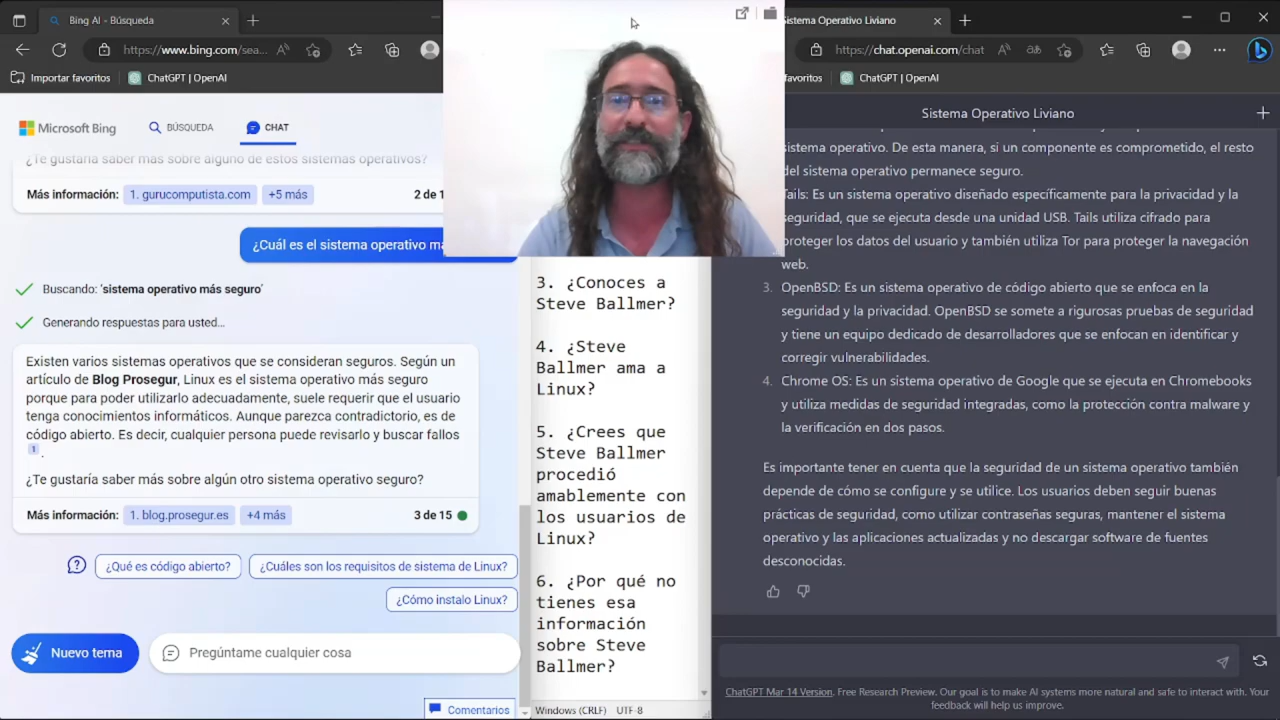 Bing AI - Búsqueda
https://www.bing.com/sea...
Importar favoritos
ChatGPT | OpenAI
Microsoft Bing
BÚSQUEDA
CHAT
¿Te gustaría saber más sobre alguno de estos sistemas operativos?
Más información: 1. gurucomputista.com +5 más 2 de 1
¿Cuál es el sistema operativo
Buscando: 'sistema operativo más seguro'
Generando respuestas para usted...
Existen varios sistemas operativos que se consideran seguros. Según un
artículo de Blog Prosegur, Linux es el sistema operativo más seguro
porque para poder utilizarlo adecuadamente, suele requerir que el usuario
tenga conocimientos informáticos. Aunque parezca contradictorio, es de
código abierto. Es decir, cualquier persona puede revisarlo y buscar fallos
1 .
¿Te gustaría saber más sobre algún otro sistema operativo seguro?
Más información: 1. blog.prosegur.es +4 más 3 de 15
¿Qué es código abierto?
¿Cuáles son los requisitos de sistema de Linux?
¿Cómo instalo Linux?
Nuevo tema
Pregúntame cualquier cosa
Comentarios
3. ¿Conoces a
Steve Ballmer?
4. ¿Steve
Ballmer ama a
Linux?
5. ¿Crees que
Steve Ballmer
procedió
amablemente con
los usuarios de
Linux?
6. ¿Por qué no
tienes esa
información
sobre Steve
Ballmer?
Windows (CRLF) UTF-8
Sistema Operativo Liviano
https://chat.openai.com/chat
favoritos
ChatGPT | OpenAI
Sistema Operativo Liviano
sistema operativo. De esta manera, si un componente es comprometido, el resto
del sistema operativo permanece seguro.
Tails: Es un sistema operativo diseñado específicamente para la privacidad y la
seguridad, que se ejecuta desde una unidad USB. Tails utiliza cifrado para
proteger los datos del usuario y también utiliza Tor para proteger la navegación
web.
3. OpenBSD: Es un sistema operativo de código abierto que se enfoca en la
seguridad y la privacidad. OpenBSD se somete a rigurosas pruebas de seguridad
y tiene un equipo dedicado de desarrolladores que se enfocan en identificar y
corregir vulnerabilidades.
4. Chrome OS: Es un sistema operativo de Google que se ejecuta en Chromebooks
y utiliza medidas de seguridad integradas, como la protección contra malware y
la verificación en dos pasos.
Es importante tener en cuenta que la seguridad de un sistema operativo también
depende de cómo se configure y se utilice. Los usuarios deben seguir buenas
prácticas de seguridad, como utilizar contraseñas seguras, mantener el sistema
operativo y las aplicaciones actualizadas y no descargar software de fuentes
desconocidas.
ChatGPT Mar 14 Version. Free Research Preview. Our goal is to make AI systems more natural and safe to interact with. Your
feedback will help us improve.